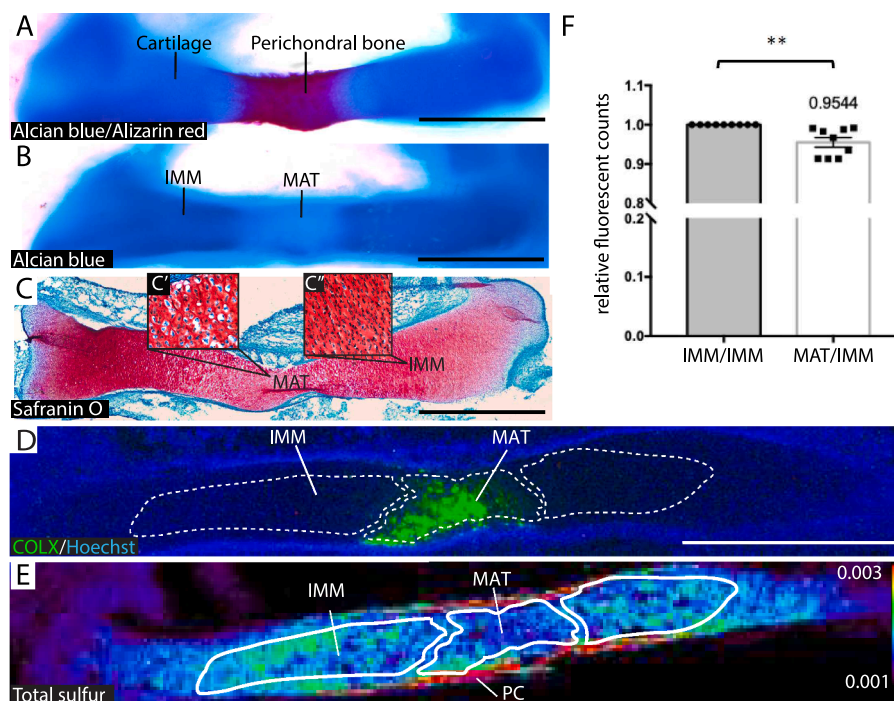 A
Cartilage
Perichondral bone
Alcian blue/Alizarin red
B
IMM
MAT
Alcian blue
C
C'
C"
MAT
IMM
Safranin O
D
IMM
MAT
COLX/Hoechst
E
IMM
MAT
0.003
0.001
PC
Total sulfur
F
**
0.9544
relative fluorescent counts
1.1
1.0
0.9
0.8
0.2
0.1
0.0
IMM/IMM
MAT/IMM